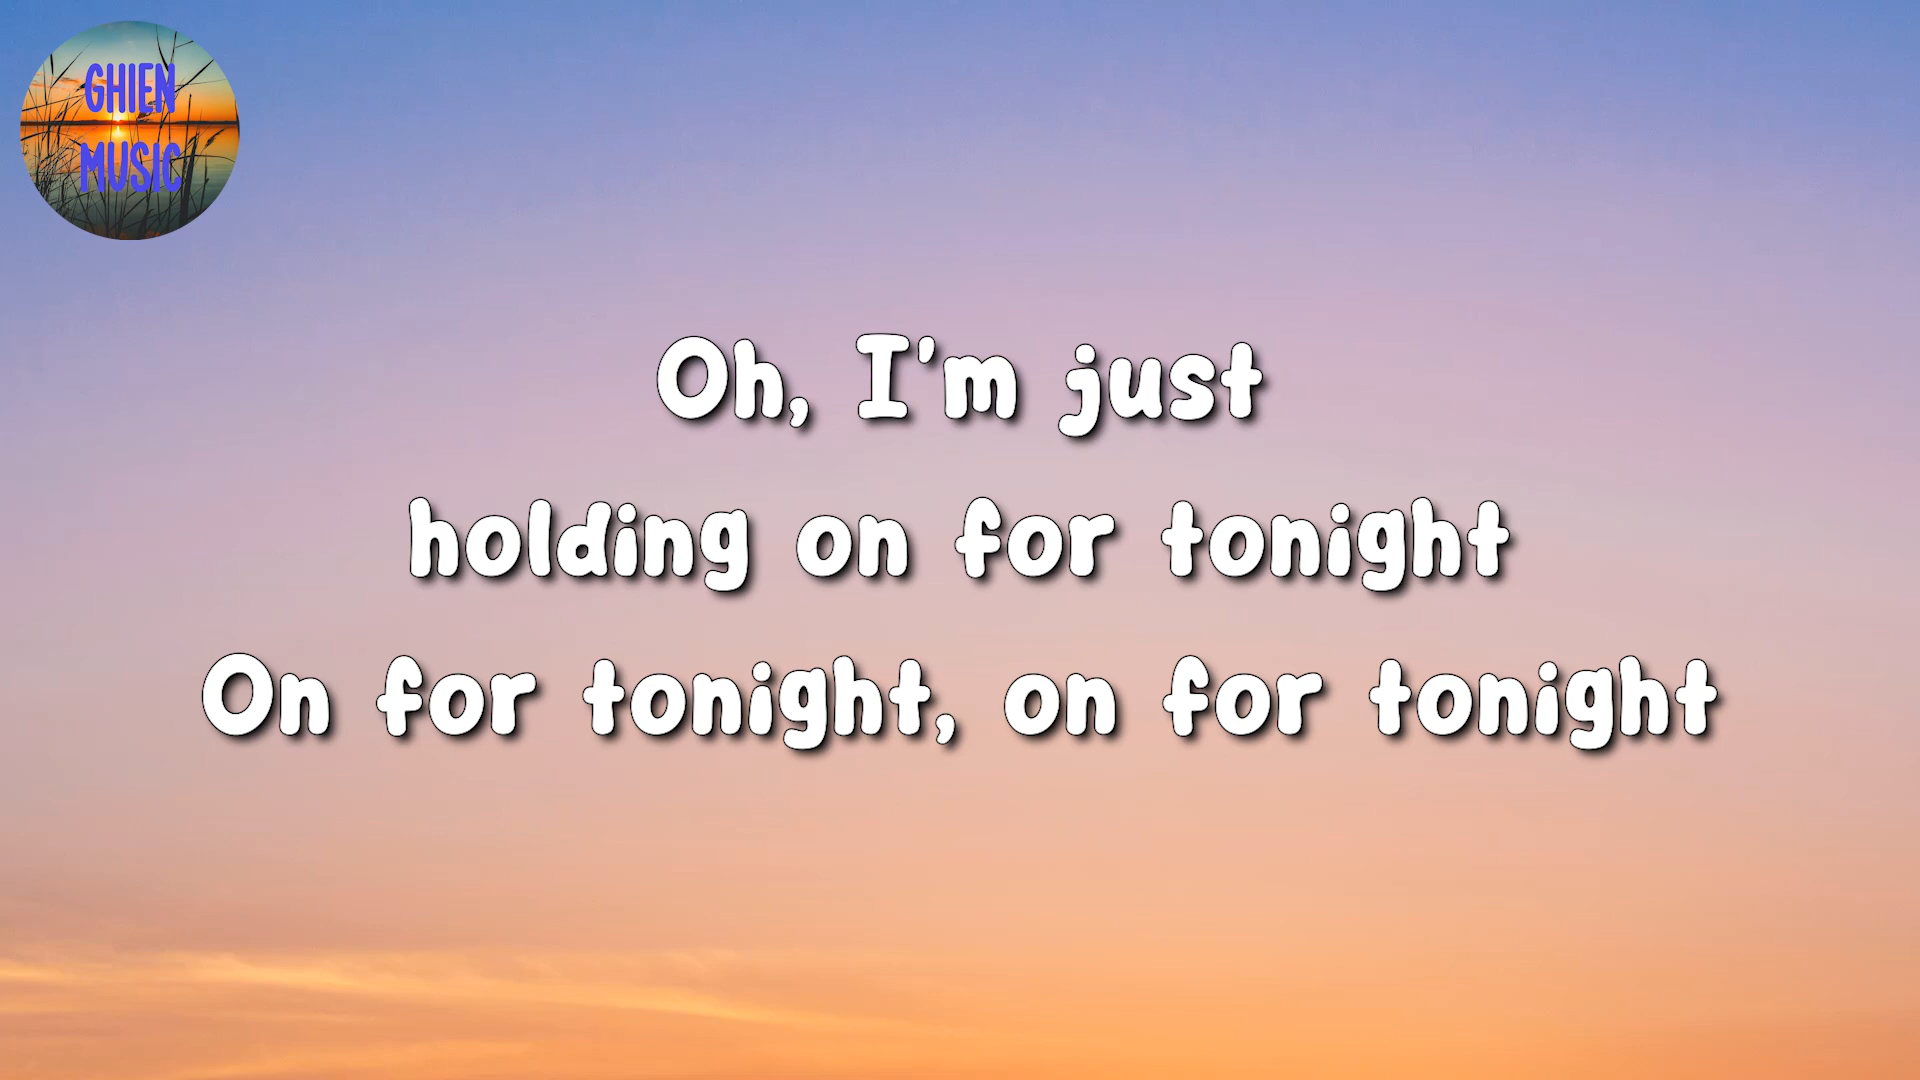 GHIEN
MUSIC
Oh, I'm just
holding on for tonight
On for tonight, on for tonight